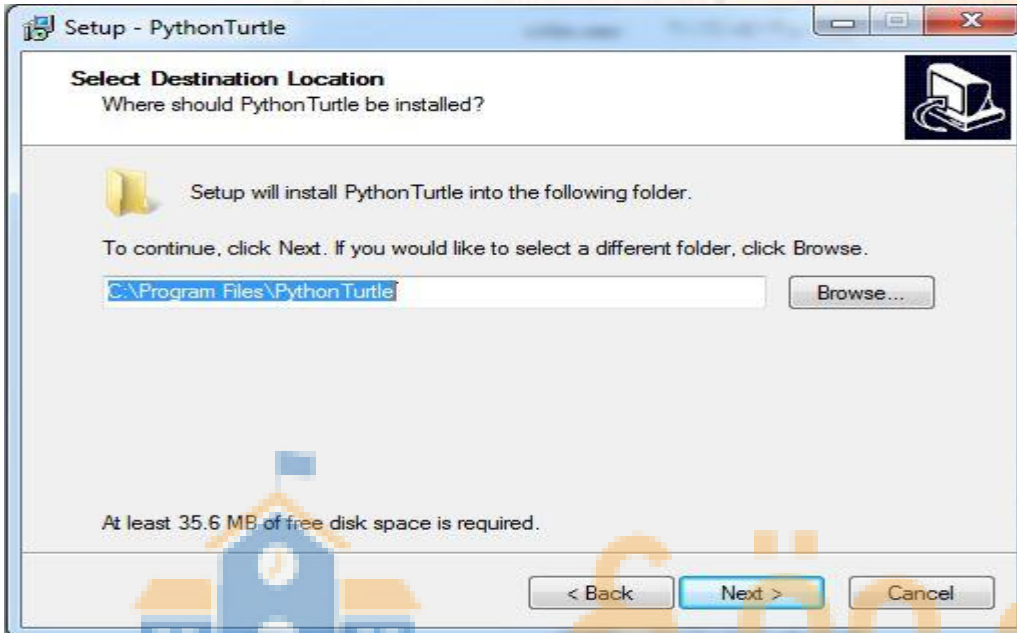 Setup - PythonTurtle
Select Destination Location
Where should PythonTurtle be installed?
Setup will install PythonTurtle into the following folder.
To continue, click Next. If you would like to select a different folder, click Browse.
C:\Program Files\PythonTurtle
Browse...
At least 35.6 MB of free disk space is required.
< Back
Next >
Cancel